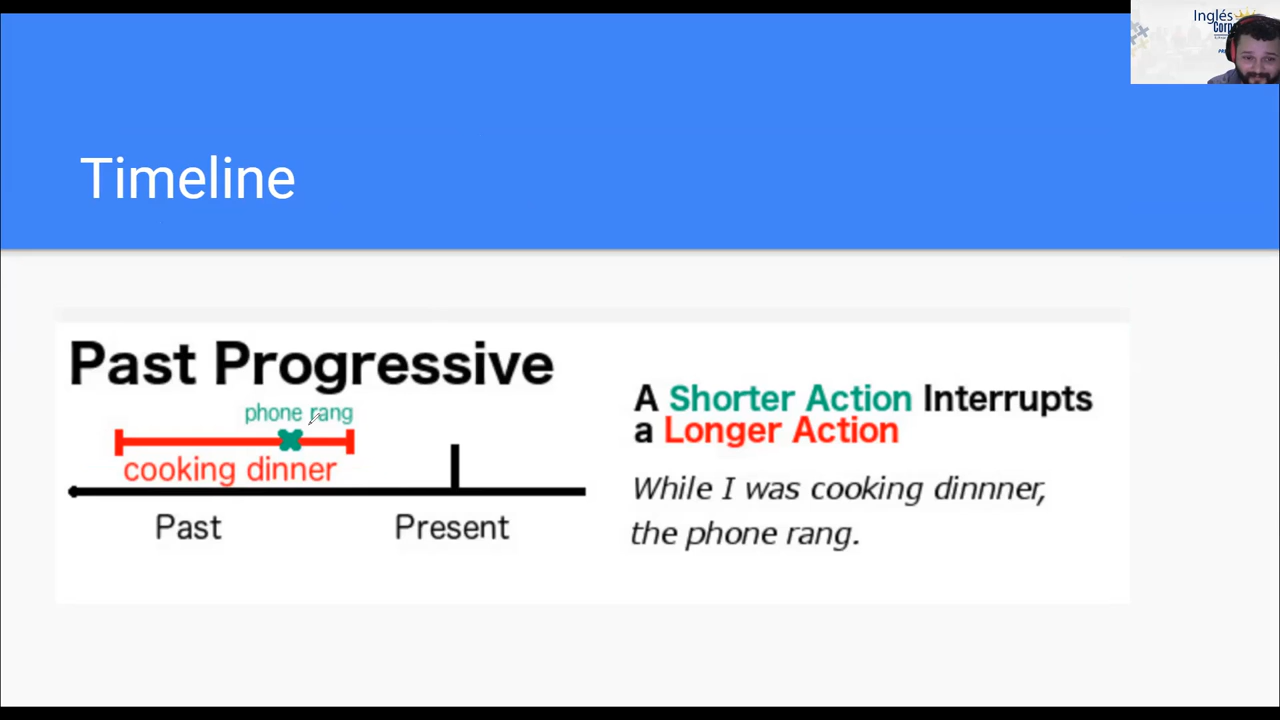 Inglés
Timeline
Past Progressive
phone rang
cooking dinner
Past Present
A Shorter Action Interrupts
a Longer Action
While I was cooking dinnner,
the phone rang.